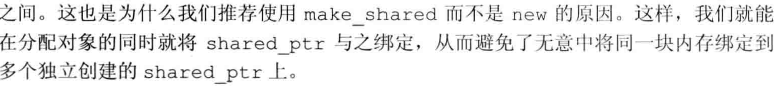 之间。这也是为什么我们推荐使用 make_shared 而不是 new 的原因。这样，我们就能
在分配对象的同时就将 shared_ptr 与之绑定，从而避免了无意中将同一块内存绑定到
多个独立创建的 shared_ptr 上。